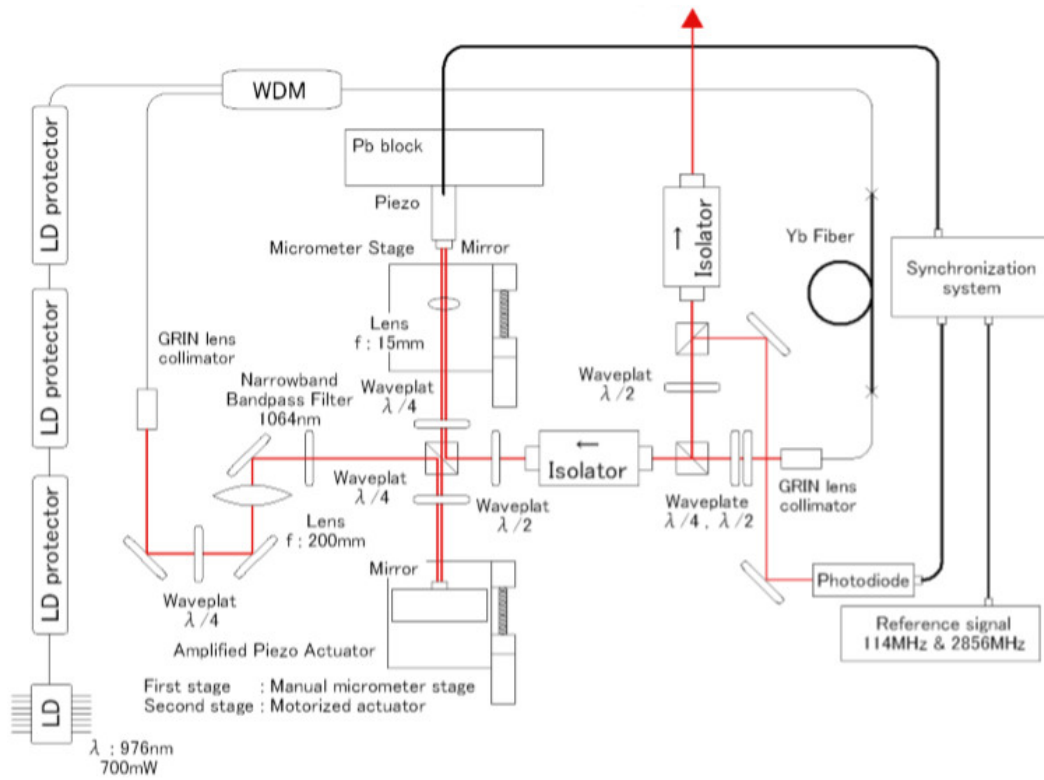 WDM
Pb block
Piezo
Micrometer Stage
Mirror
Lens
f : 15mm
LD protector
LD protector
LD protector
LD
λ : 976nm
700mW
GRIN lens
collimator
Narrowband
Bandpass Filter
1064nm
Waveplat
λ/4
Waveplat
λ/4
Lens
f : 200mm
Waveplat
λ/4
Waveplat
λ/2
Mirror
Amplified Piezo Actuator
First stage : Manual micrometer stage
Second stage : Motorized actuator
← Isolator
→ Isolator
Waveplat
λ/2
Waveplate
λ/4 , λ/2
GRIN lens
collimator
Yb Fiber
Synchronization
system
Photodiode
Reference signal
114MHz & 2856MHz